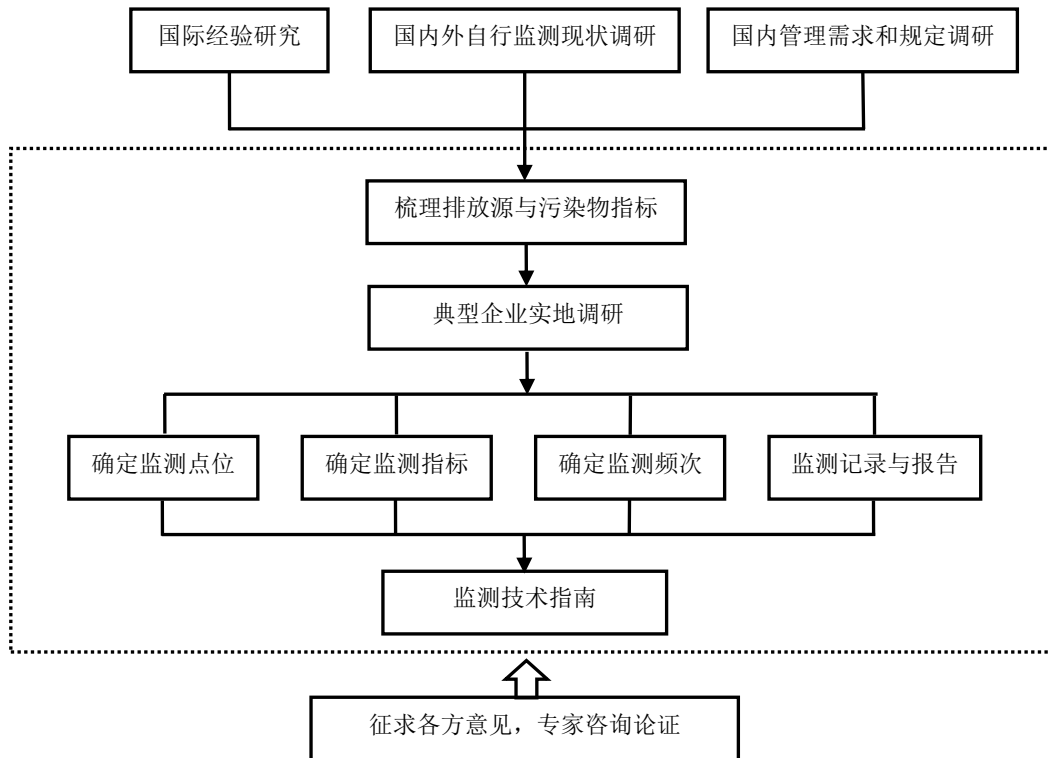 国际经验研究
国内外自行监测现状调研
国内管理需求和规定调研
梳理排放源与污染物指标
典型企业实地调研
确定监测点位
确定监测指标
确定监测频次
监测记录与报告
监测技术指南
征求各方意见，专家咨询论证